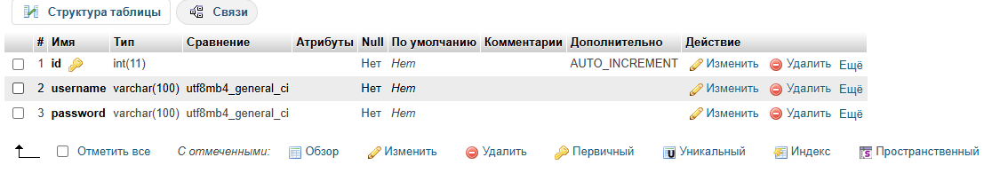 Структура таблицы Связи
# Имя Тип Сравнение Атрибуты Null По умолчанию Комментарии Дополнительно Действие
1 id int(11) Нет Нет AUTO_INCREMENT Изменить Удалить Ещё
2 username varchar(100) utf8mb4_general_ci Нет Нет Изменить Удалить Ещё
3 password varchar(100) utf8mb4_general_ci Нет Нет Изменить Удалить Ещё
Отметить все С отмеченными: Обзор Изменить Удалить Первичный Уникальный Индекс Пространственный